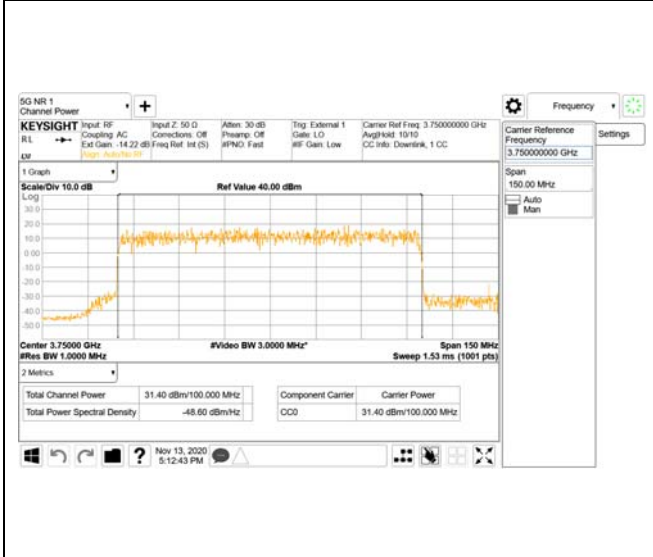 5G NR 1
Channel Power
Frequency
KEYSIGHT
Input: RF
Input Z: 50 Ω
Atten: 30 dB
Trig: External 1
Carrier Ref Freq: 3.750000000 GHz
RL
Coupling: AC
Corrections: Off
Preamp: Off
Gate: LO
Avg|Hold: 10/10
Ext Gain: -14.22 dB
Freq Ref: Int (S)
#PNO: Fast
#IF Gain: Low
CC Info: Downlink, 1 CC
Align: Auto/No RF
Carrier Reference
Frequency
3.750000000 GHz
Settings
Span
150.00 MHz
Auto
Man
1 Graph
Scale/Div 10.0 dB
Ref Value 40.00 dBm
Log
30.0
20.0
10.0
0.00
-10.0
-20.0
-30.0
-40.0
-50.0
Center 3.75000 GHz
#Video BW 3.0000 MHz*
Span 150 MHz
#Res BW 1.0000 MHz
Sweep 1.53 ms (1001 pts)
2 Metrics
Total Channel Power
31.40 dBm/100.000 MHz
Component Carrier
Carrier Power
Total Power Spectral Density
-48.60 dBm/Hz
CC0
31.40 dBm/100.000 MHz
?
Nov 13, 2020
5:12:43 PM